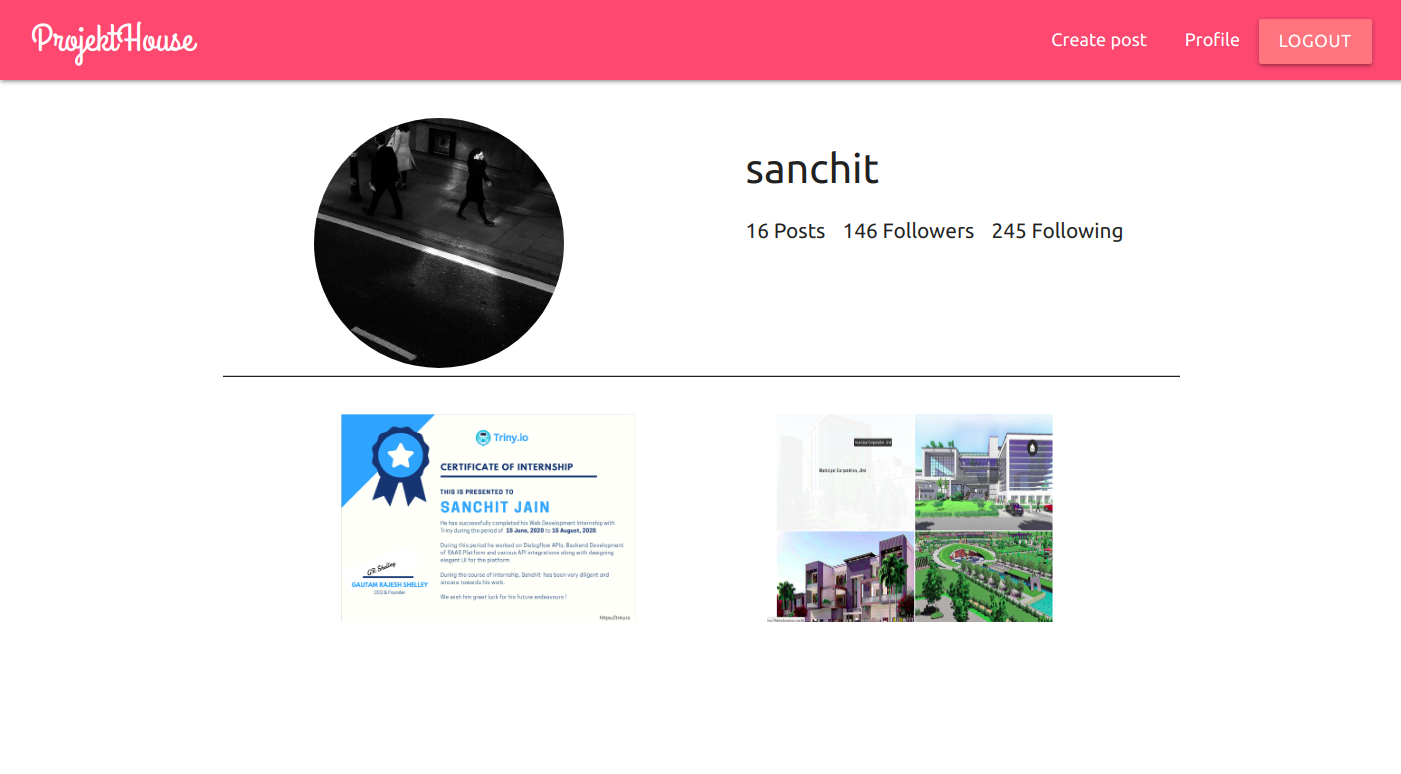 ProjektHouse
Create post
Profile
LOGOUT
sanchit
16 Posts
146 Followers
245 Following
Triny.io
CERTIFICATE OF INTERNSHIP
THIS IS PRESENTED TO
SANCHIT JAIN
He has successfully completed his Web Development Internship with
Triny during the period of 15 June, 2020 to 15 August, 2020.
During this period he worked on Dialogflow APIs, Backend Development
of SAAS Platform and various API integrations along with designing
elegant UI for the platform
During the course of internship, Sanchit has been very diligent and
sincere towards his work.
We wish him great luck for his future endeavours !
GR Shelley
GAUTAM RAJESH SHELLEY
CEO & Founder
https://triny.io
Municipal Corporation, Jind
Municipal Corporation, Jind